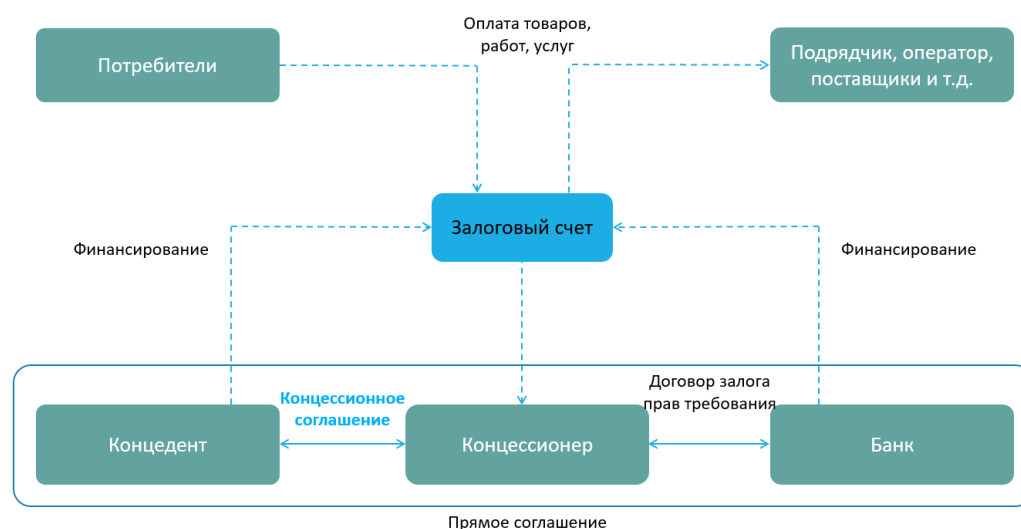 Оплата товаров,
работ, услуг
Потребители
Подрядчик, оператор,
поставщики и т.д.
Залоговый счет
Финансирование
Финансирование
Концессионное
соглашение
Договор залога
прав требования
Концедент
Концессионер
Банк
Прямое соглашение